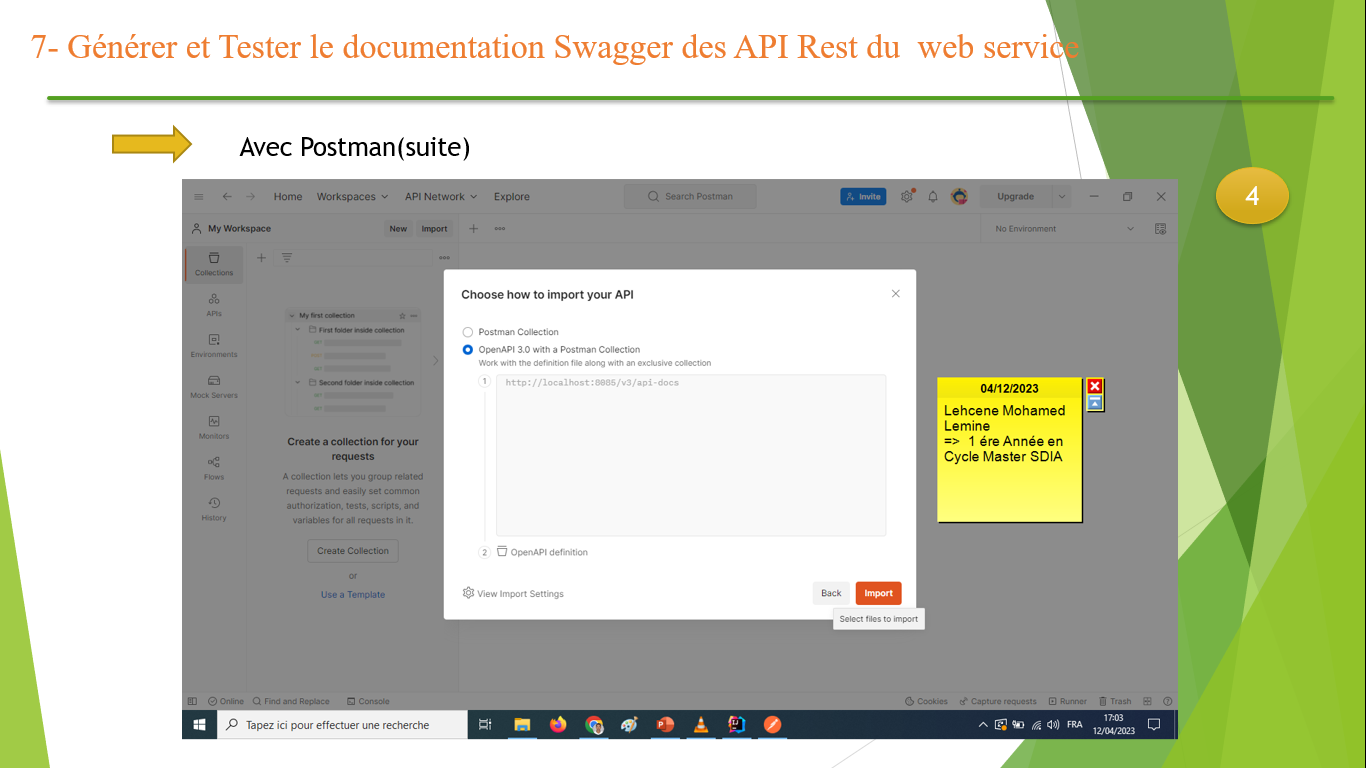 7- Générer et Tester le documentation Swagger des API Rest du  web service
Avec Postman(suite)
4
Home Workspaces API Network Explore Search Postman Invite Upgrade
My Workspace New Import No Environment
Collections
APIs
Environments
Mock Servers
Monitors
Flows
History
My first collection
First folder inside collection
Second folder inside collection
Create a collection for your
requests
A collection lets you group related
requests and easily set common
authorization, tests, scripts, and
variables for all requests in it.
Create Collection
or
Use a Template
Choose how to import your API
Postman Collection
OpenAPI 3.0 with a Postman Collection
Work with the definition file along with an exclusive collection
1 http://localhost:8085/v3/api-docs
2 OpenAPI definition
View Import Settings Back Import
Select files to import
04/12/2023
Lehcene Mohamed
Lemine
=>  1 ére Année en
Cycle Master SDIA
Online Find and Replace Console Cookies Capture requests Runner Trash
Tapez ici pour effectuer une recherche FRA 17:03
12/04/2023